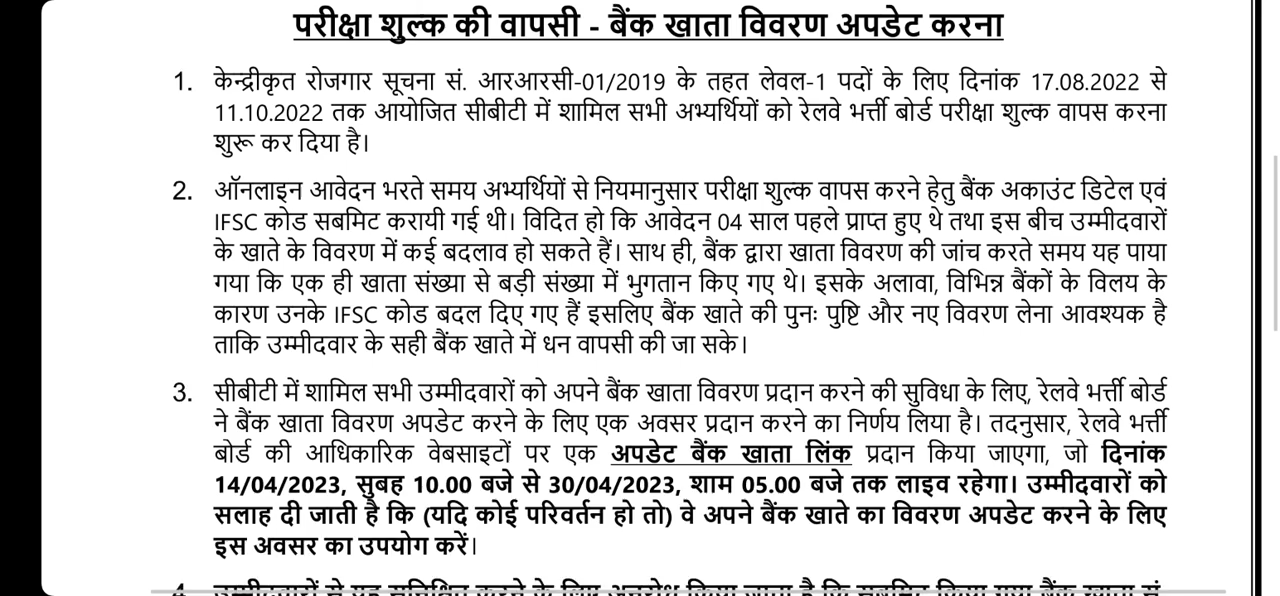 परीक्षा शुल्क की वापसी - बैंक खाता विवरण अपडेट करना
1. केन्द्रीकृत रोजगार सूचना सं. आरआरसी-01/2019 के तहत लेवल-1 पदों के लिए दिनांक 17.08.2022 से
11.10.2022 तक आयोजित सीबीटी में शामिल सभी अभ्यर्थियों को रेलवे भर्ती बोर्ड परीक्षा शुल्क वापस करना
शुरू कर दिया है।
2. ऑनलाइन आवेदन भरते समय अभ्यर्थियों से नियमानुसार परीक्षा शुल्क वापस करने हेतु बैंक अकाउंट डिटेल एवं
IFSC कोड सबमिट करायी गई थी। विदित हो कि आवेदन 04 साल पहले प्राप्त हुए थे तथा इस बीच उम्मीदवारों
के खाते के विवरण में कई बदलाव हो सकते हैं। साथ ही, बैंक द्वारा खाता विवरण की जांच करते समय यह पाया
गया कि एक ही खाता संख्या से बड़ी संख्या में भुगतान किए गए थे। इसके अलावा, विभिन्न बैंकों के विलय के
कारण उनके IFSC कोड बदल दिए गए हैं इसलिए बैंक खाते की पुनः पुष्टि और नए विवरण लेना आवश्यक है
ताकि उम्मीदवार के सही बैंक खाते में धन वापसी की जा सके।
3. सीबीटी में शामिल सभी उम्मीदवारों को अपने बैंक खाता विवरण प्रदान करने की सुविधा के लिए, रेलवे भर्ती बोर्ड
ने बैंक खाता विवरण अपडेट करने के लिए एक अवसर प्रदान करने का निर्णय लिया है। तदनुसार, रेलवे भर्ती
बोर्ड की आधिकारिक वेबसाइटों पर एक अपडेट बैंक खाता लिंक प्रदान किया जाएगा, जो दिनांक
14/04/2023, सुबह 10.00 बजे से 30/04/2023, शाम 05.00 बजे तक लाइव रहेगा। उम्मीदवारों को
सलाह दी जाती है कि (यदि कोई परिवर्तन हो तो) वे अपने बैंक खाते का विवरण अपडेट करने के लिए
इस अवसर का उपयोग करें।
4. उम्मीदवारों से यह सुनिश्चित करने के लिए अनुरोध किया जाता है कि सबमिट किया गया बैंक खाता सं